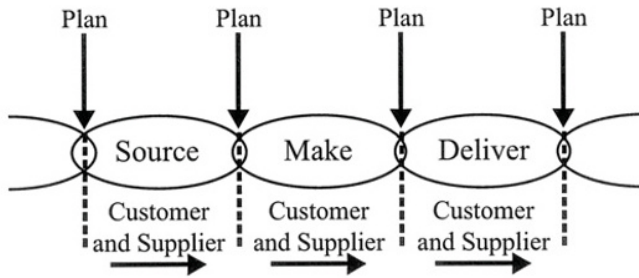 Plan Plan Plan Plan
Source Make Deliver
Customer Customer Customer
and Supplier and Supplier and Supplier